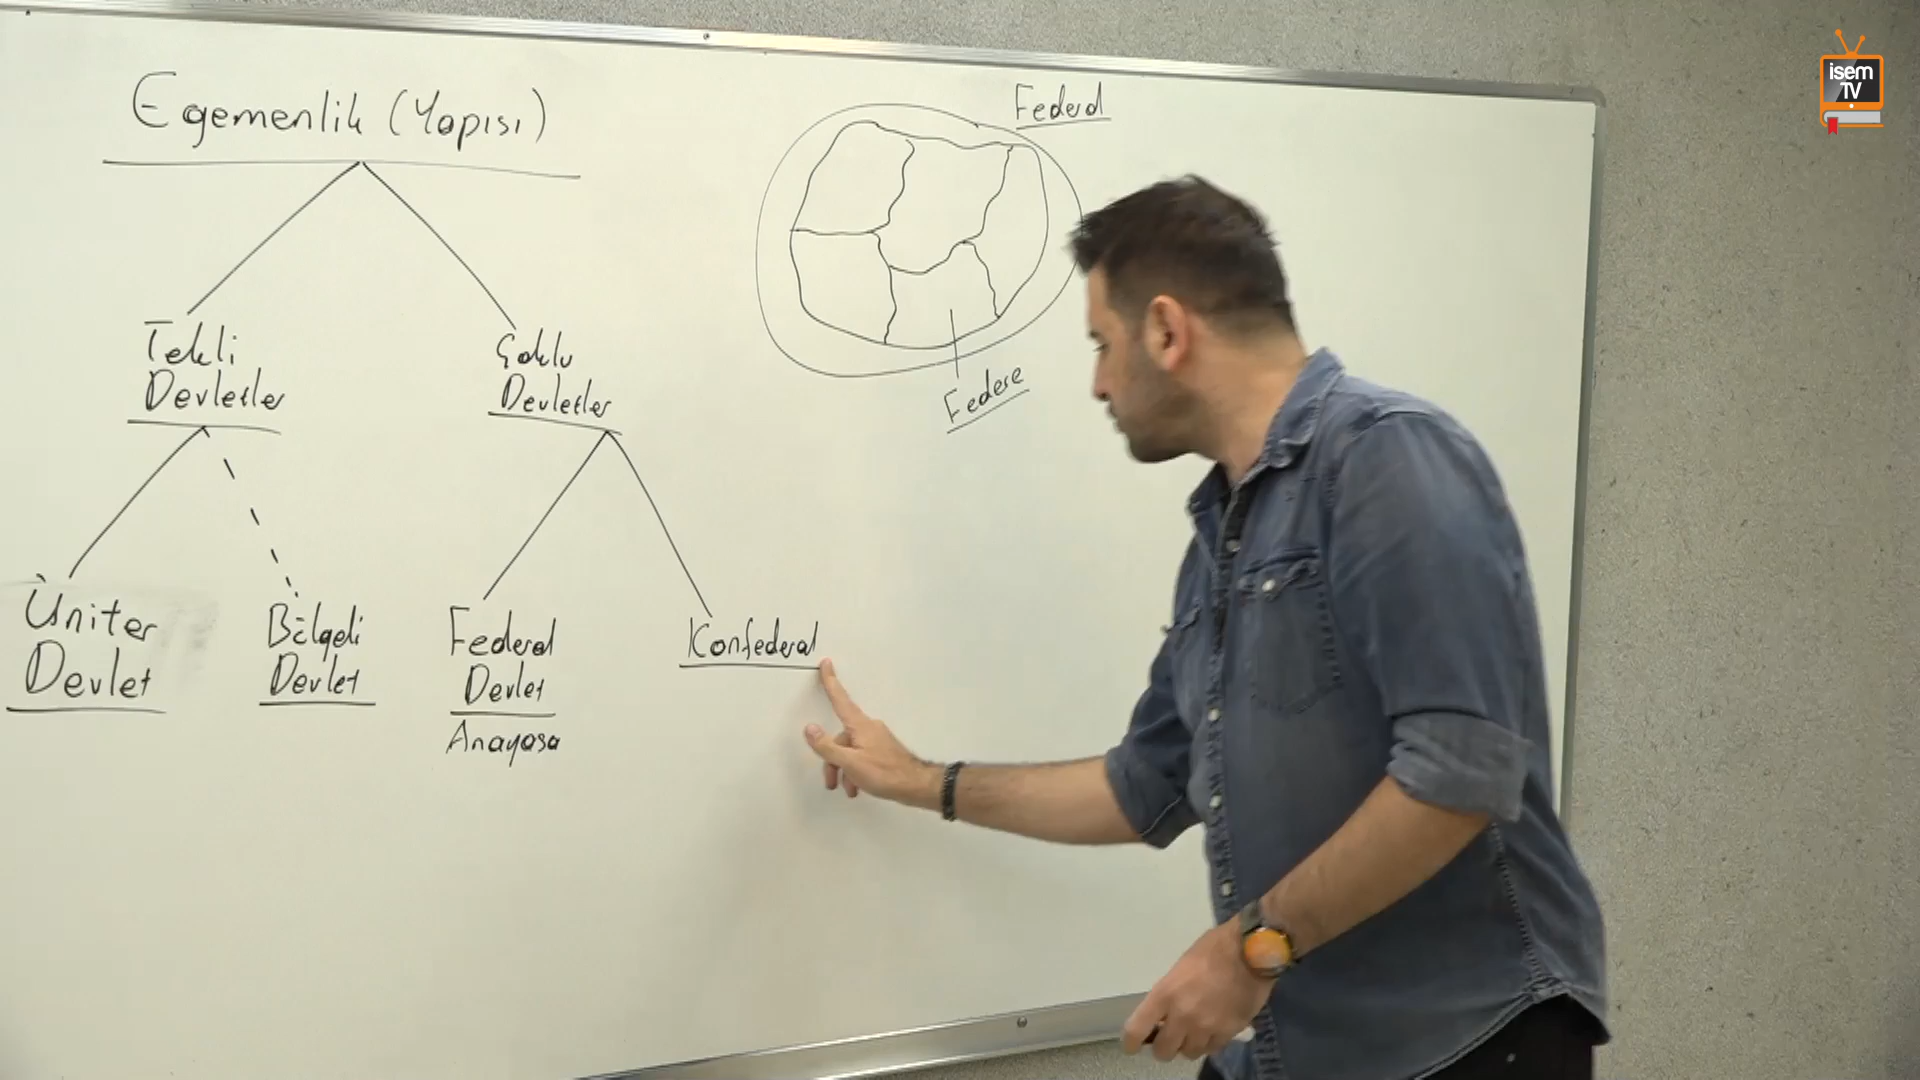 Egemenlik (Yapısı)
Tekli
Devletler
Çoklu
Devletler
Üniter
Devlet
Bölgeli
Devlet
Federal
Devlet
Anayasa
Konfederal
Federal
Federe
isem
TV